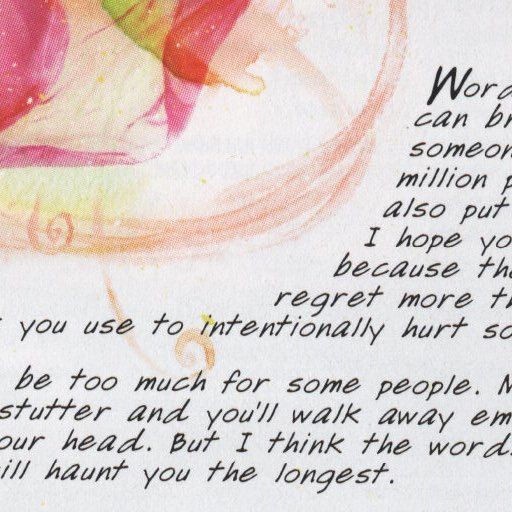 Word
can br
someon
million p
also put
I hope yo
because tha
regret more th
you use to intentionally hurt so
be too much for some people. M
stutter and you'll walk away em
our head. But I think the word
ill haunt you the longest.